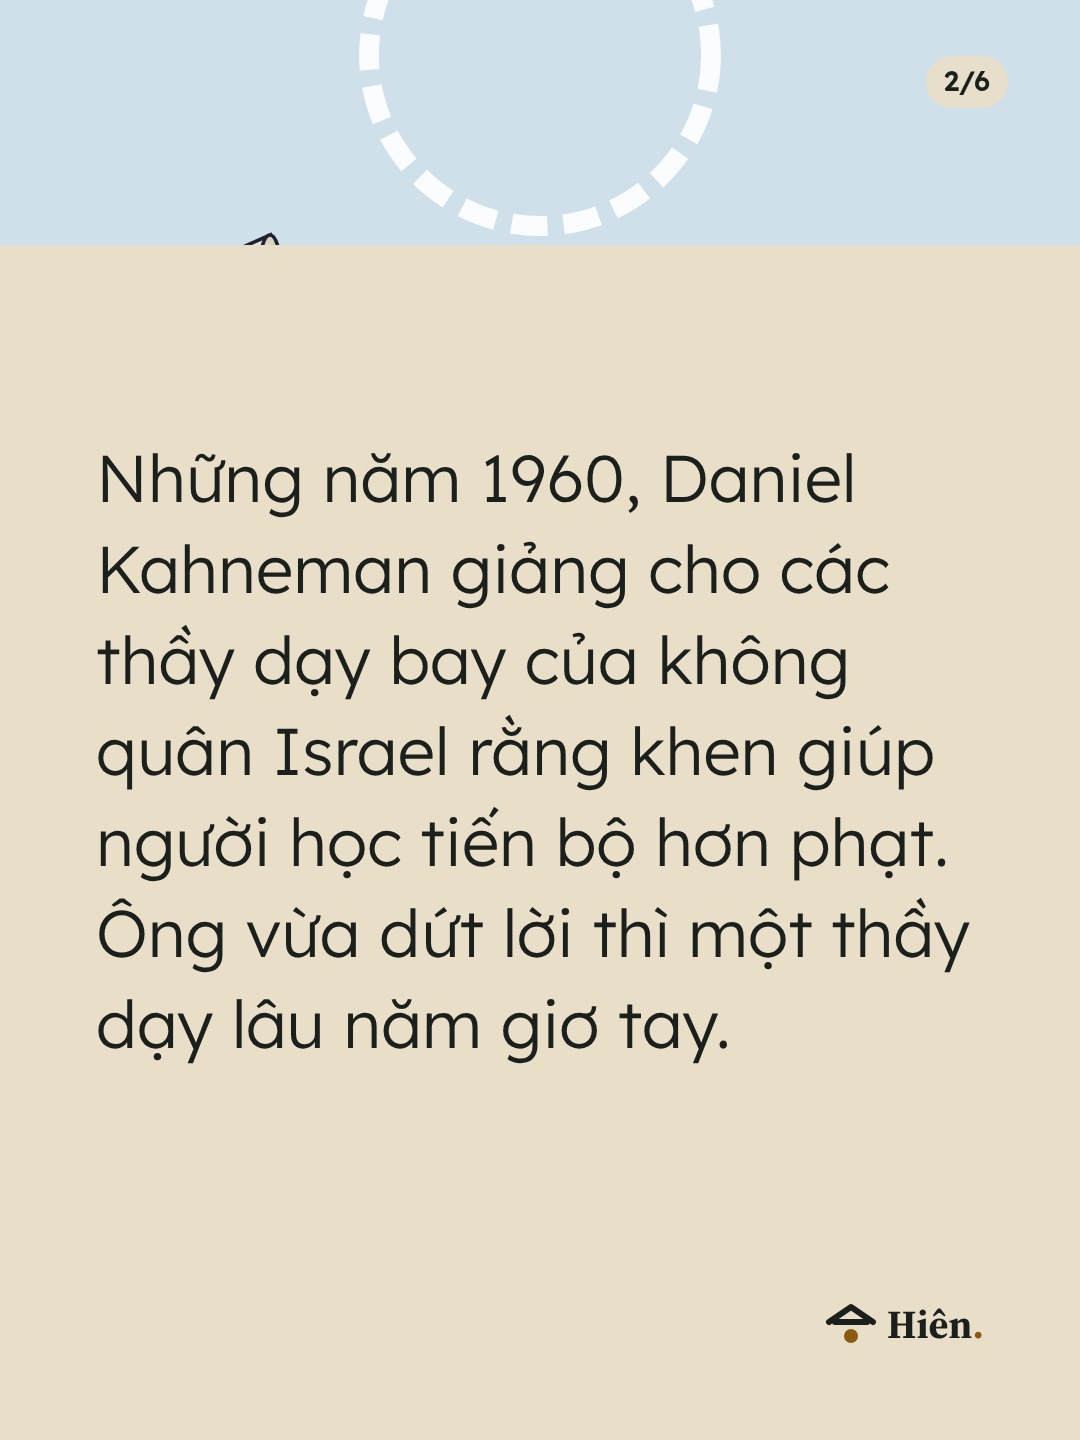 2/6
Những năm 1960, Daniel
Kahneman giảng cho các
thầy dạy bay của không
quân Israel rằng khen giúp
người học tiến bộ hơn phạt.
Ông vừa dứt lời thì một thầy
dạy lâu năm giơ tay.
Hiên.